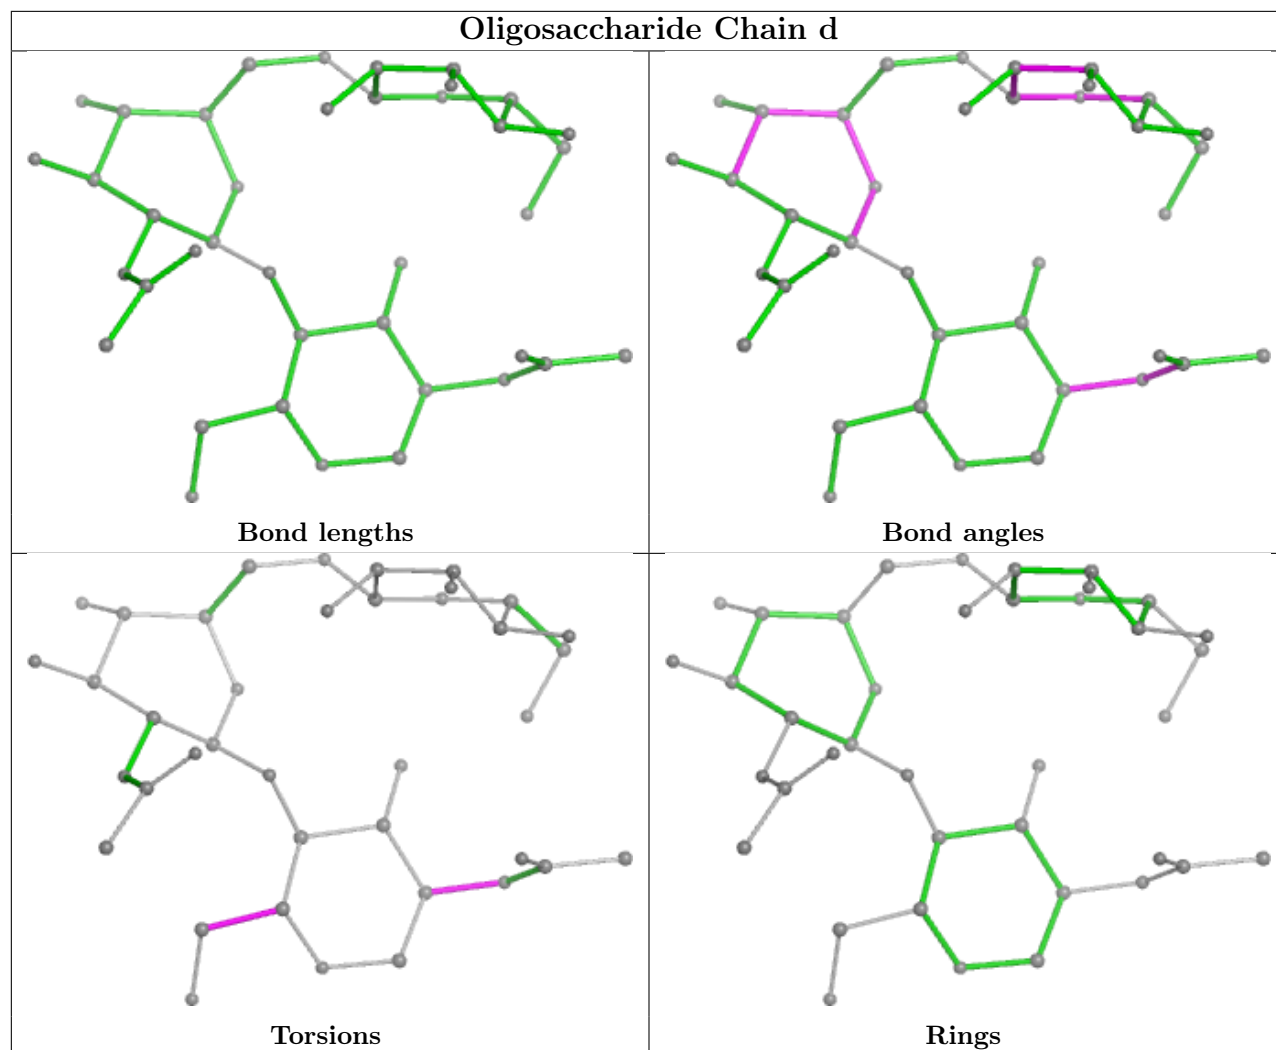 Oligosaccharide Chain d
Bond lengths
Bond angles
Torsions
Rings